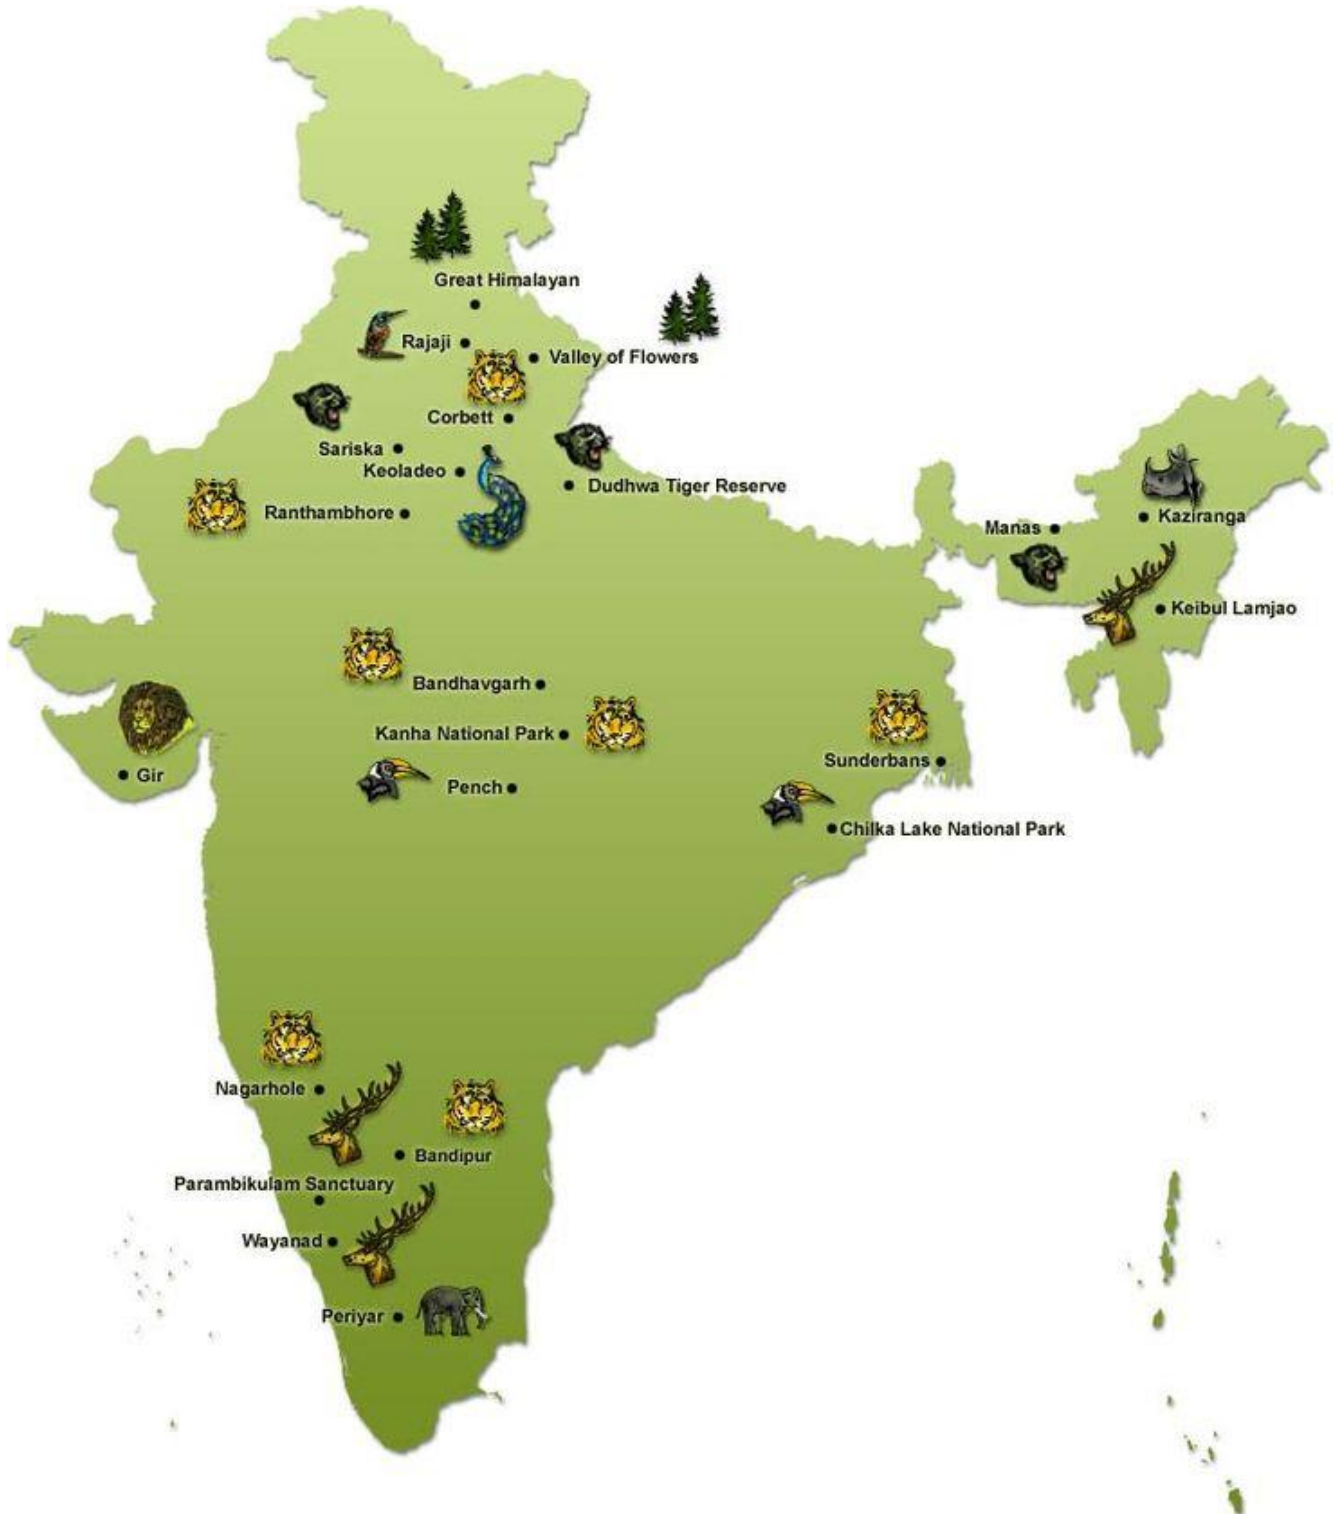 Great Himalayan
Rajaji
Valley of Flowers
Corbett
Sariska
Keoladeo
Dudhwa Tiger Reserve
Ranthambhore
Manas
Kaziranga
Keibul Lamjao
Bandhavgarh
Kanha National Park
Sunderbans
Gir
Pench
Chilka Lake National Park
Nagarhole
Bandipur
Parambikulam Sanctuary
Wayanad
Periyar